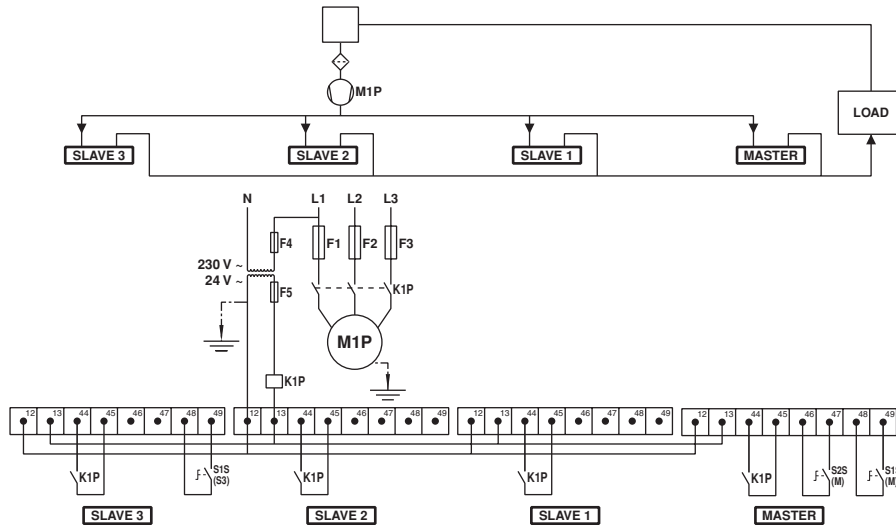 M1P
LOAD
SLAVE 3
SLAVE 2
SLAVE 1
MASTER
N
L1
L2
L3
F4
F1
F2
F3
230 V ~
24 V ~
F5
K1P
M1P
K1P
12 13 44 45 46 47 48 49
12 13 44 45 46 47 48 49
12 13 44 45 46 47 48 49
12 13 44 45 46 47 48 49
K1P
S1S
(S3)
K1P
K1P
K1P
S2S
(M)
S1S
(M)
SLAVE 3
SLAVE 2
SLAVE 1
MASTER